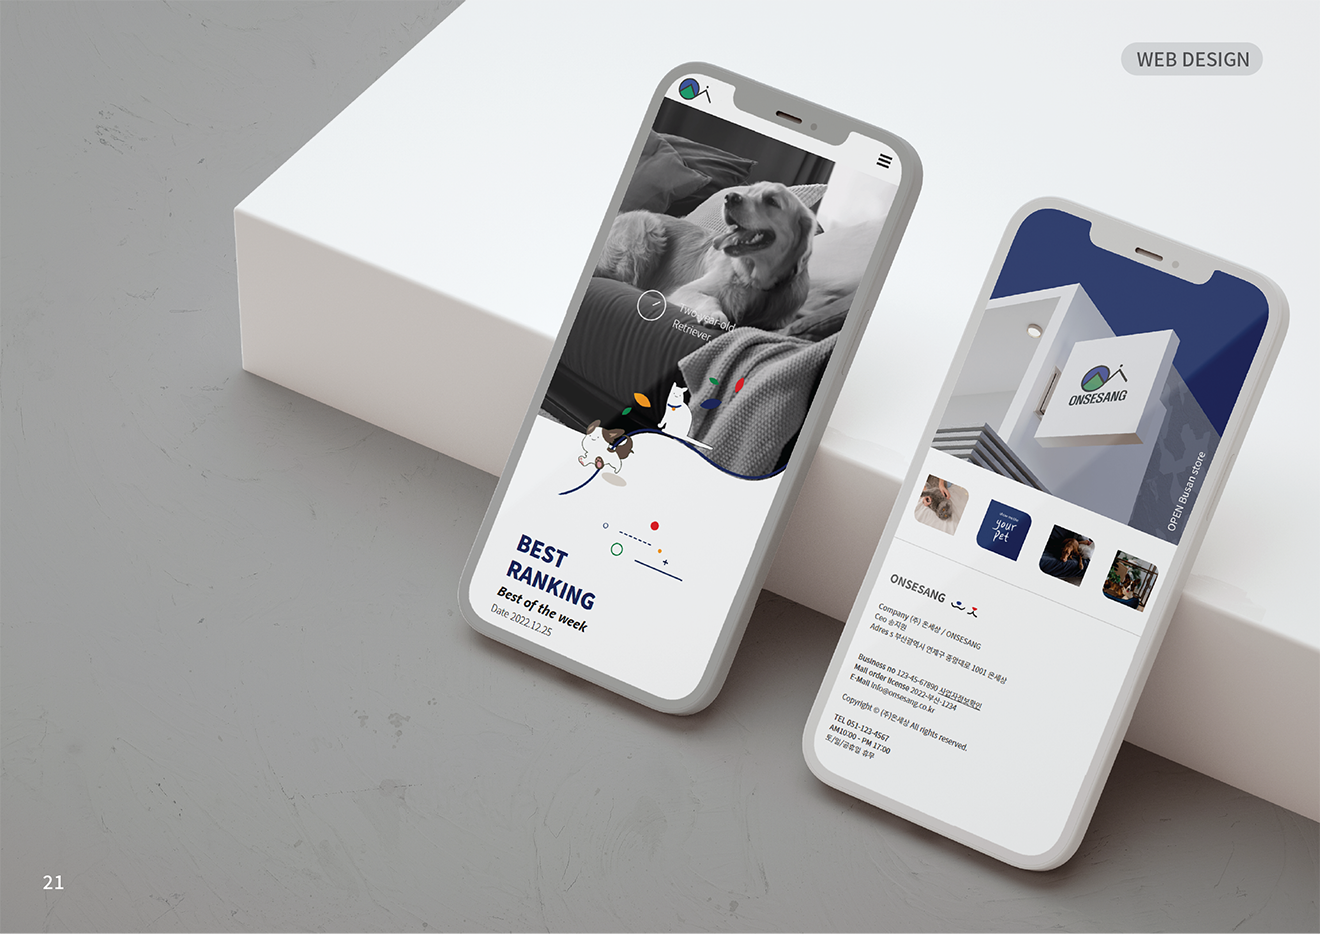 WEB DESIGN
Two-year-old
Retriever
BEST
RANKING
Best of the week
Date 2022.12.25
ONSESANG
OPEN Busan store
your
pet
ONSESANG
Company (주) 온세상 / ONSESANG
Ceo 송지원
Adres s 부산광역시 연제구 중앙대로 1001 온세상
Business no 123-45-67890 사업자정보확인
Mail order license 2022-부산-1234
E-Mail info@onsesang.co.kr
Copyright © (주)온세상 All rights reserved.
TEL 051-123-4567
AM10:00 - PM 17:00
토/일/공휴일 휴무
21